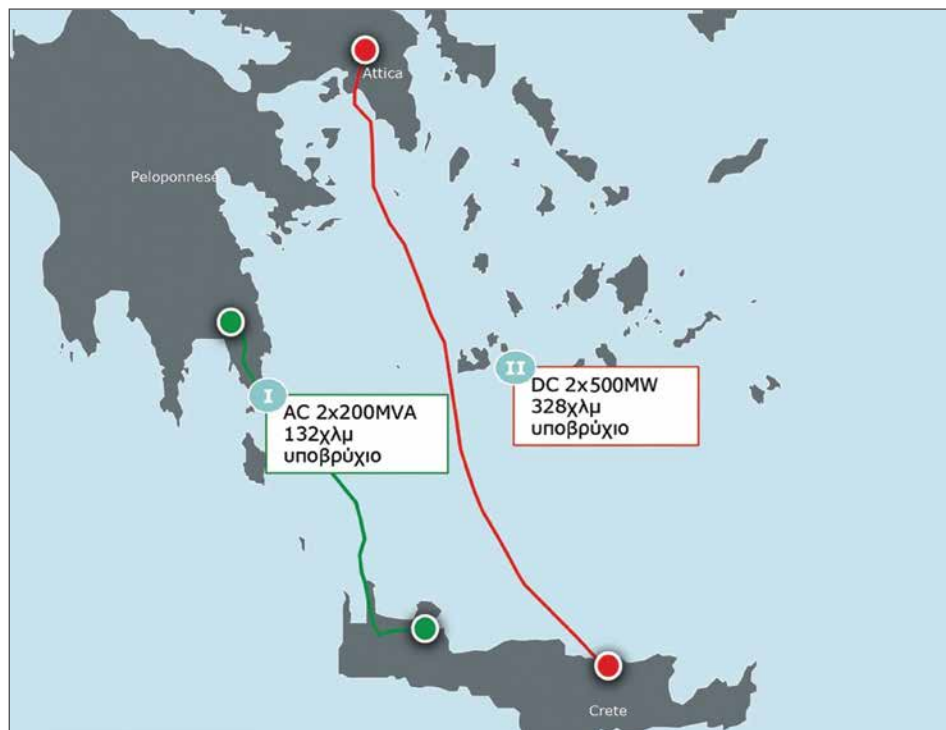 Attica
Peloponnese
II
DC 2x500MW
328χλμ
υποβρύχιο
I
AC 2x200MVA
132χλμ
υποβρύχιο
Crete